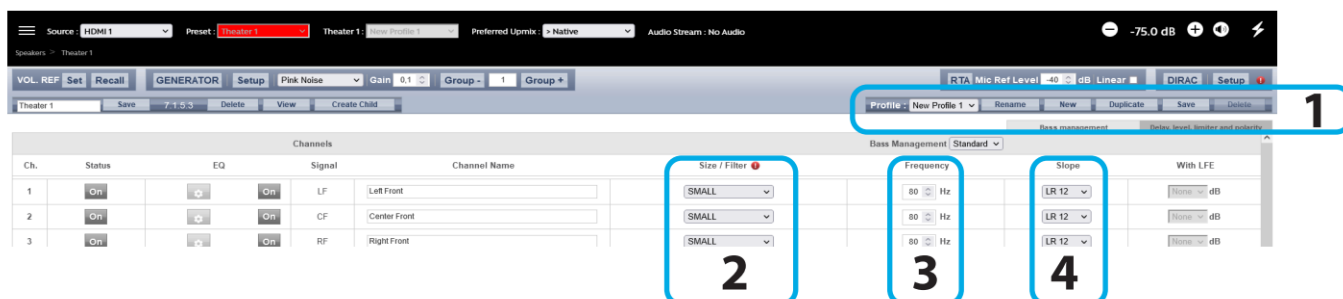 Source : HDMI 1 Preset : Theater 1 Theater 1 : New Profile 1 Preferred Upmix : > Native Audio Stream : No Audio -75.0 dB
Speakers > Theater 1
VOL. REF Set Recall GENERATOR Setup Pink Noise Gain 0,1 Group - 1 Group + RTA Mic Ref Level -40 dB Linear DIRAC Setup
Theater 1 Save 7.1.5.3 Delete View Create Child Profile : New Profile 1 Rename New Duplicate Save Delete 1
Bass management Delay, level, limiter and polarity
Channels Bass Management Standard
Ch. Status EQ Signal Channel Name Size / Filter Frequency Slope With LFE
1 On On LF Left Front SMALL 80 Hz LR 12 None dB
2 On On CF Center Front SMALL 80 Hz LR 12 None dB
3 On On RF Right Front SMALL 80 Hz LR 12 None dB
2 3 4